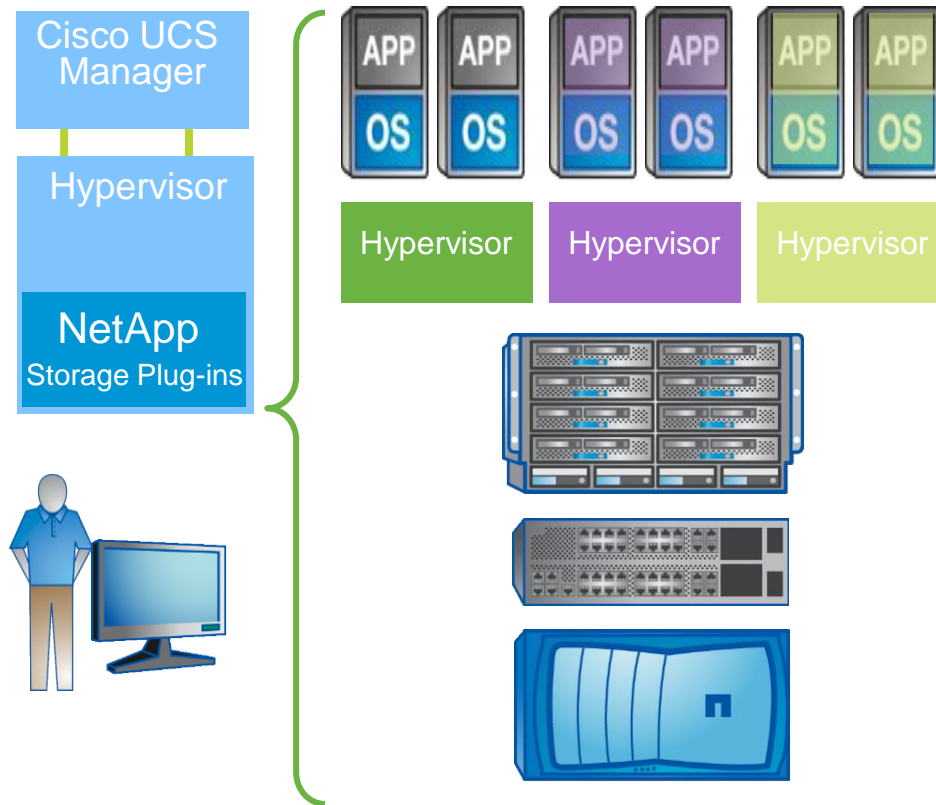 Cisco UCS
Manager
Hypervisor
NetApp
Storage Plug-ins
APP
APP
APP
APP
APP
APP
OS
OS
OS
OS
OS
OS
Hypervisor
Hypervisor
Hypervisor